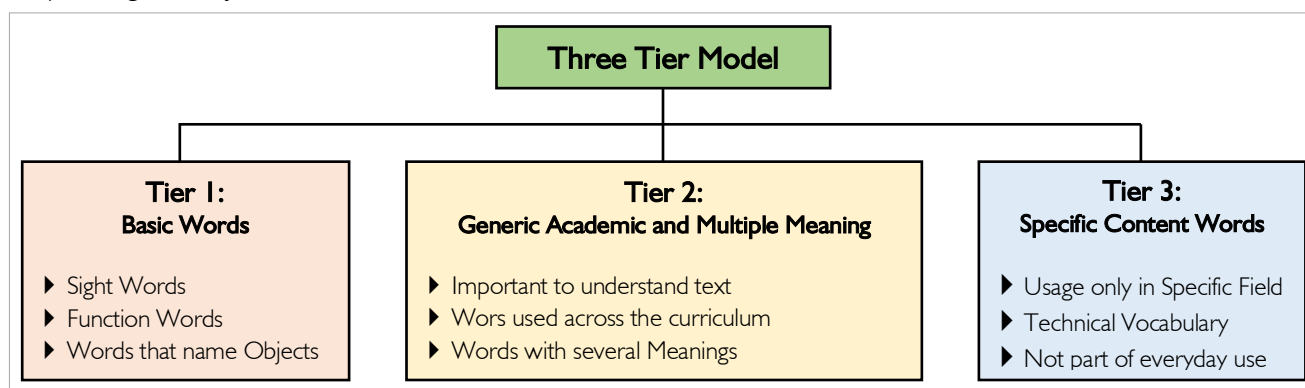 Three Tier Model
Tier 1:
Basic Words
Sight Words
Function Words
Words that name Objects
Tier 2:
Generic Academic and Multiple Meaning
Important to understand text
Wors used across the curriculum
Words with several Meanings
Tier 3:
Specific Content Words
Usage only in Specific Field
Technical Vocabulary
Not part of everyday use